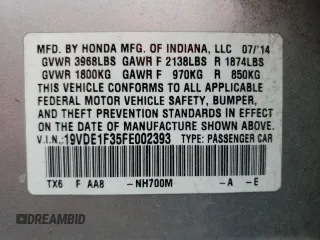 MFD. BY HONDA MFG. OF INDIANA, LLC 07/'14
GVWR 3968LBS GAWR F 2138LBS R 1874LBS
GVWR 1800KG GAWR F 970KG R 850KG
THIS VEHICLE CONFORMS TO ALL APPLICABLE
FEDERAL MOTOR VEHICLE SAFETY, BUMPER,
AND THEFT PREVENTION STANDARDS IN EFFECT ON
THE DATE OF MANUFACTURE SHOWN ABOVE.
V.I.N.: 19VDE1F35FE002393 TYPE: PASSENGER CAR
TX6 F AA8 -NH700M -A -E
DREAMBID